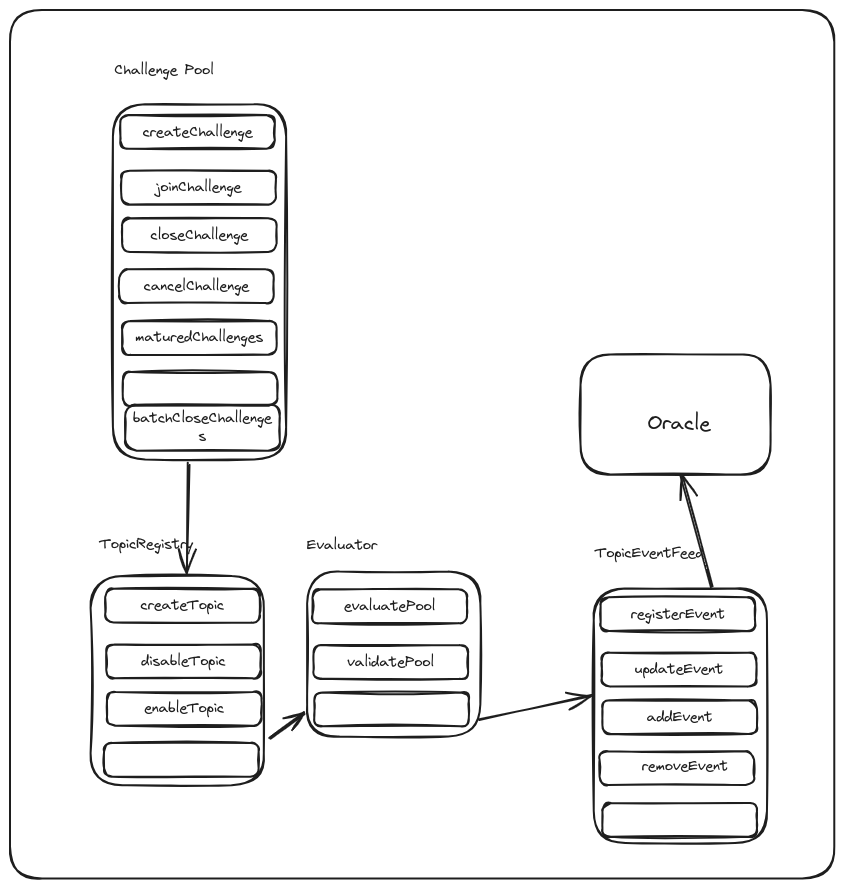 Challenge Pool
createChallenge
joinChallenge
closeChallenge
cancelChallenge
maturedChallenges
batchCloseChallenge
s
Oracle
TopicRegistry
createTopic
disableTopic
enableTopic
Evaluator
evaluatePool
validatePool
TopicEventFeed
registerEvent
updateEvent
addEvent
removeEvent